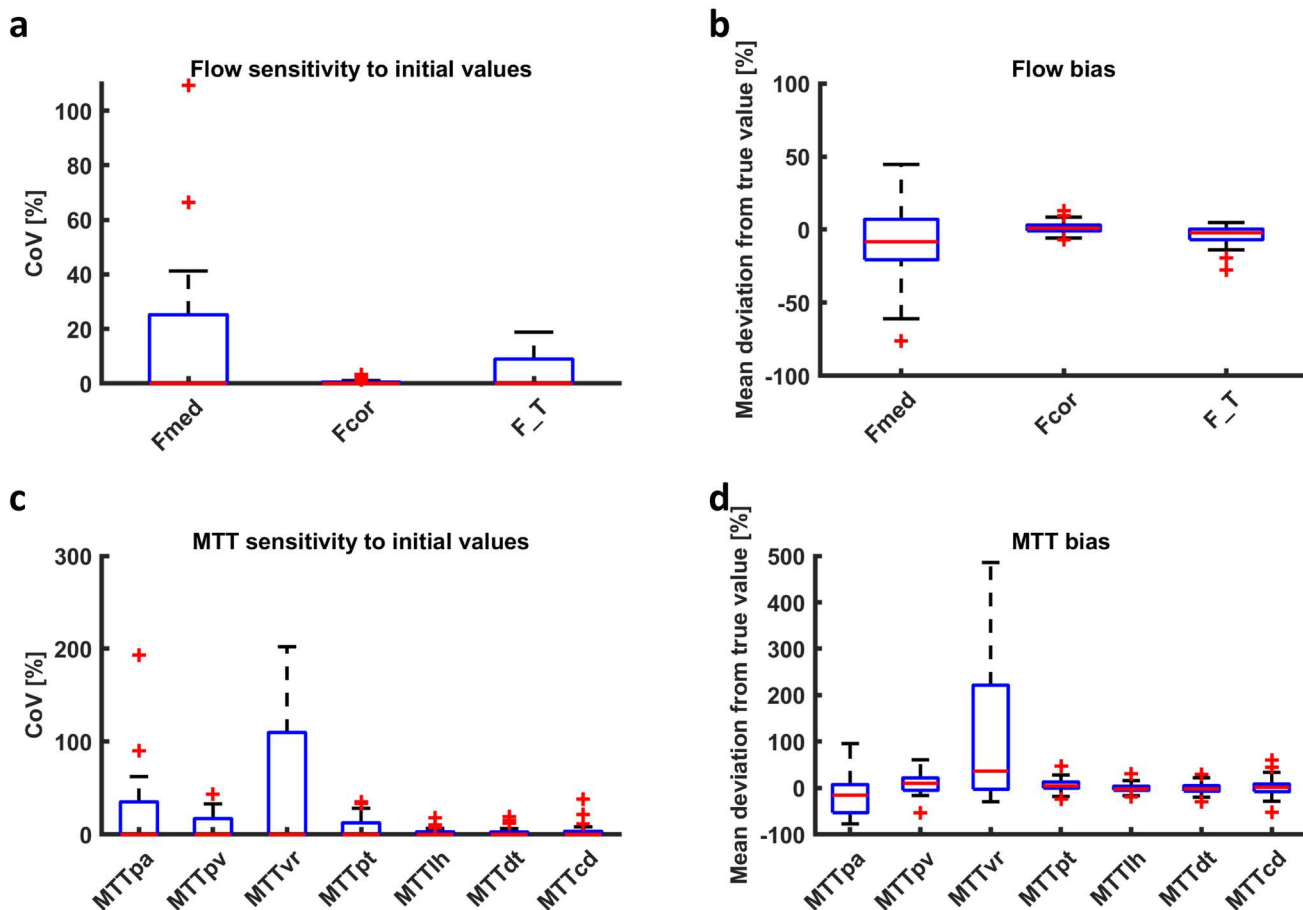 a
Flow sensitivity to initial values
CoV [%]
100
80
60
40
20
0
Fmed
Fcor
F_T
b
Flow bias
Mean deviation from true value [%]
100
50
0
-50
-100
Fmed
Fcor
F_T
c
MTT sensitivity to initial values
CoV [%]
300
200
100
0
MTTpa
MTTpv
MTTvr
MTTpt
MTTlh
MTTdt
MTTcd
d
MTT bias
Mean deviation from true value [%]
500
400
300
200
100
0
-100
MTTpa
MTTpv
MTTvr
MTTpt
MTTlh
MTTdt
MTTcd